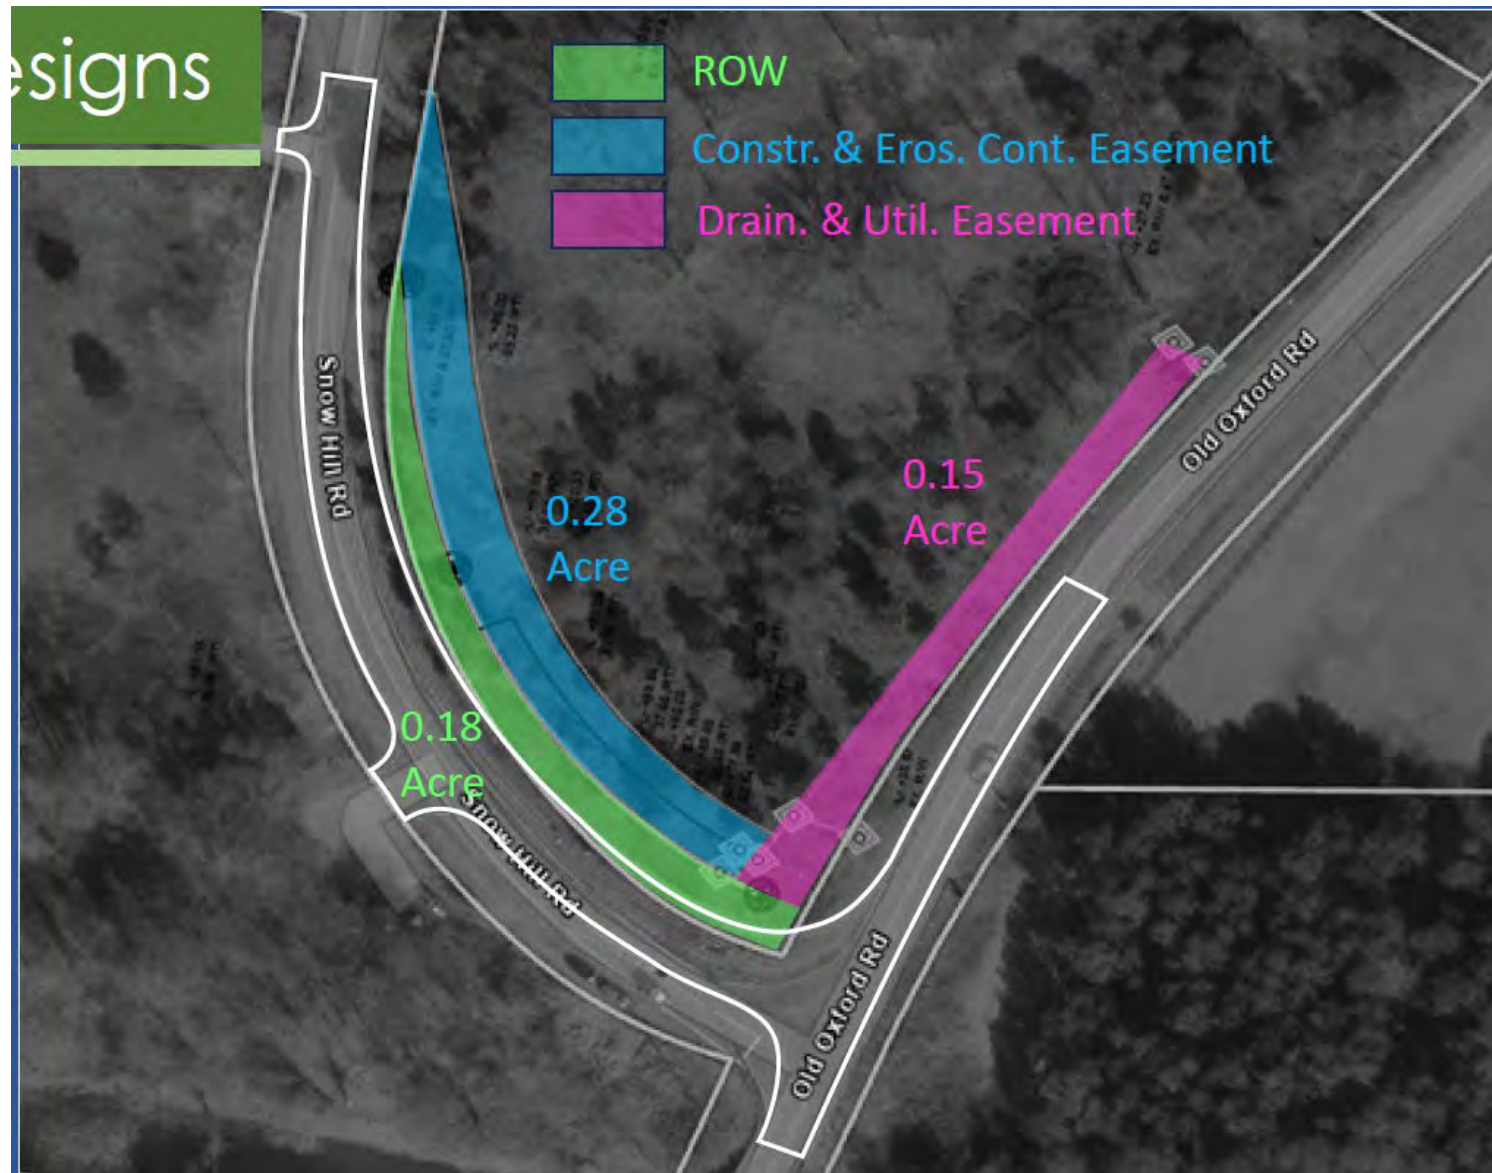 esigns
ROW
Constr. & Eros. Cont. Easement
Drain. & Util. Easement
Snow Hill Rd
0.28
Acre
0.15
Acre
Old Oxford Rd
0.18
Acre
Snow Hill Rd
Old Oxford Rd